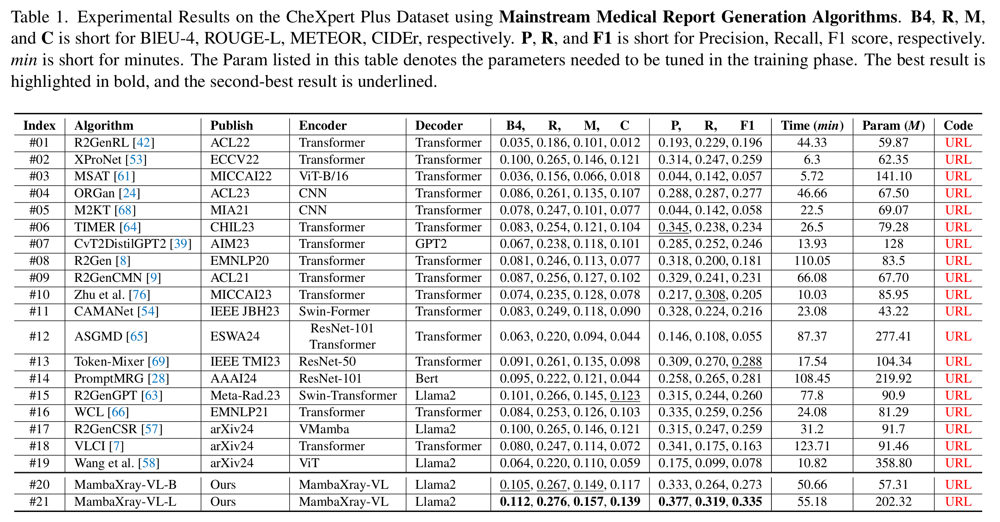 Table 1. Experimental Results on the CheXpert Plus Dataset using Mainstream Medical Report Generation Algorithms. B4, R, M,
and C is short for BlEU-4, ROUGE-L, METEOR, CIDEr, respectively. P, R, and F1 is short for Precision, Recall, F1 score, respectively.
min is short for minutes. The Param listed in this table denotes the parameters needed to be tuned in the training phase. The best result is
highlighted in bold, and the second-best result is underlined.
Index Algorithm Publish Encoder Decoder B4, R, M, C P, R, F1 Time (min) Param (M) Code
#01 R2GenRL [42] ACL22 Transformer Transformer 0.035, 0.186, 0.101, 0.012 0.193, 0.229, 0.196 44.33 59.87 URL
#02 XProNet [53] ECCV22 Transformer Transformer 0.100, 0.265, 0.146, 0.121 0.314, 0.247, 0.259 6.3 62.35 URL
#03 MSAT [61] MICCAI22 ViT-B/16 Transformer 0.036, 0.156, 0.066, 0.018 0.044, 0.142, 0.057 5.72 141.10 URL
#04 ORGan [24] ACL23 CNN Transformer 0.086, 0.261, 0.135, 0.107 0.288, 0.287, 0.277 46.66 67.50 URL
#05 M2KT [68] MIA21 CNN Transformer 0.078, 0.247, 0.101, 0.077 0.044, 0.142, 0.058 22.5 69.07 URL
#06 TIMER [64] CHIL23 Transformer Transformer 0.083, 0.254, 0.121, 0.104 0.345, 0.238, 0.234 26.5 79.28 URL
#07 CvT2DistilGPT2 [39] AIM23 Transformer GPT2 0.067, 0.238, 0.118, 0.101 0.285, 0.252, 0.246 13.93 128 URL
#08 R2Gen [8] EMNLP20 Transformer Transformer 0.081, 0.246, 0.113, 0.077 0.318, 0.200, 0.181 110.05 83.5 URL
#09 R2GenCMN [9] ACL21 Transformer Transformer 0.087, 0.256, 0.127, 0.102 0.329, 0.241, 0.231 66.08 67.70 URL
#10 Zhu et al. [76] MICCAI23 Transformer Transformer 0.074, 0.235, 0.128, 0.078 0.217, 0.308, 0.205 10.03 85.95 URL
#11 CAMANet [54] IEEE JBH23 Swin-Former Transformer 0.083, 0.249, 0.118, 0.090 0.328, 0.224, 0.216 23.08 43.22 URL
#12 ASGMD [65] ESWA24 ResNet-101 Transformer Transformer 0.063, 0.220, 0.094, 0.044 0.146, 0.108, 0.055 87.37 277.41 URL
#13 Token-Mixer [69] IEEE TMI23 ResNet-50 Transformer 0.091, 0.261, 0.135, 0.098 0.309, 0.270, 0.288 17.54 104.34 URL
#14 PromptMRG [28] AAAI24 ResNet-101 Bert 0.095, 0.222, 0.121, 0.044 0.258, 0.265, 0.281 108.45 219.92 URL
#15 R2GenGPT [63] Meta-Rad.23 Swin-Transformer Llama2 0.101, 0.266, 0.145, 0.123 0.315, 0.244, 0.260 77.8 90.9 URL
#16 WCL [66] EMNLP21 Transformer Transformer 0.084, 0.253, 0.126, 0.103 0.335, 0.259, 0.256 24.08 81.29 URL
#17 R2GenCSR [57] arXiv24 VMamba Llama2 0.100, 0.265, 0.146, 0.121 0.315, 0.247, 0.259 31.2 91.7 URL
#18 VLCI [7] arXiv24 Transformer Transformer 0.080, 0.247, 0.114, 0.072 0.341, 0.175, 0.163 123.71 91.46 URL
#19 Wang et al. [58] arXiv24 ViT Llama2 0.064, 0.220, 0.110, 0.059 0.175, 0.099, 0.078 10.82 358.80 URL
#20 MambaXray-VL-B Ours MambaXray-VL Llama2 0.105, 0.267, 0.149, 0.117 0.333, 0.264, 0.273 50.66 57.31 URL
#21 MambaXray-VL-L Ours MambaXray-VL Llama2 0.112, 0.276, 0.157, 0.139 0.377, 0.319, 0.335 55.18 202.32 URL